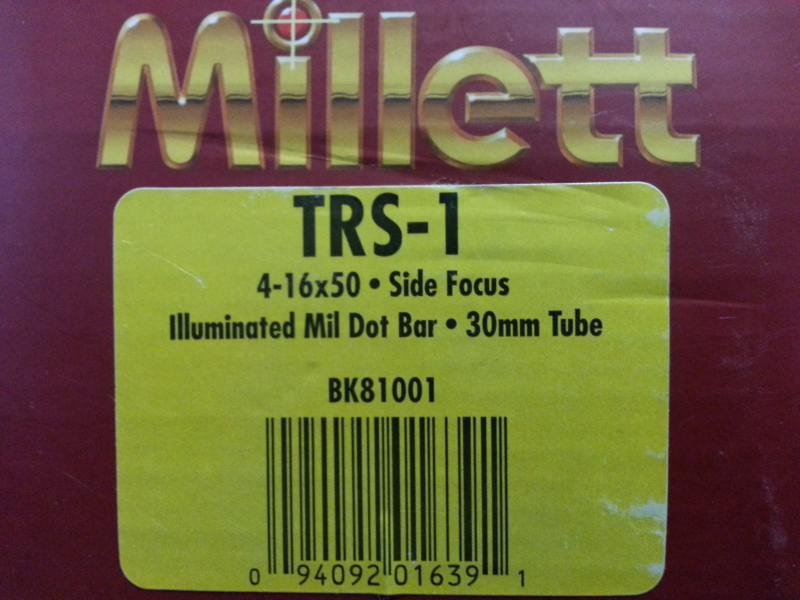 Millett
TRS-1
4-16x50 • Side Focus
Illuminated Mil Dot Bar • 30mm Tube
BK81001
0 94092 01639 1